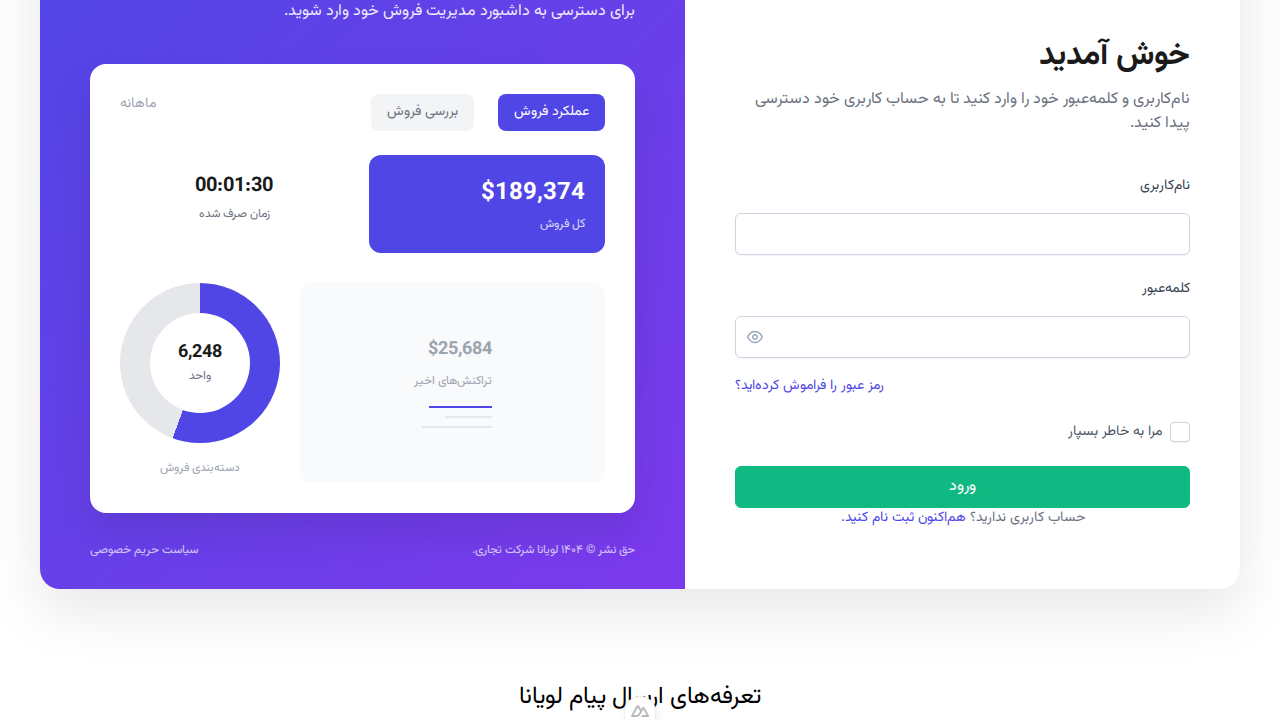 خوش آمدید
نام‌کاربری و کلمه‌عبور خود را وارد کنید تا به حساب کاربری خود دسترسی
پیدا کنید.
نام‌کاربری
کلمه‌عبور
رمز عبور را فراموش کرده‌اید؟
مرا به خاطر بسپار
ورود
حساب کاربری ندارید؟ هم‌اکنون ثبت نام کنید.
برای دسترسی به داشبورد مدیریت فروش خود وارد شوید.
عملکرد فروش
بررسی فروش
ماهانه
$189,374
کل فروش
00:01:30
زمان صرف شده
$25,684
تراکنش‌های اخیر
6,248
واحد
دسته‌بندی فروش
حق نشر © ۱۴۰۴ لویانا شرکت تجاری.
سیاست حریم خصوصی
تعرفه‌های ارسال پیام لویانا